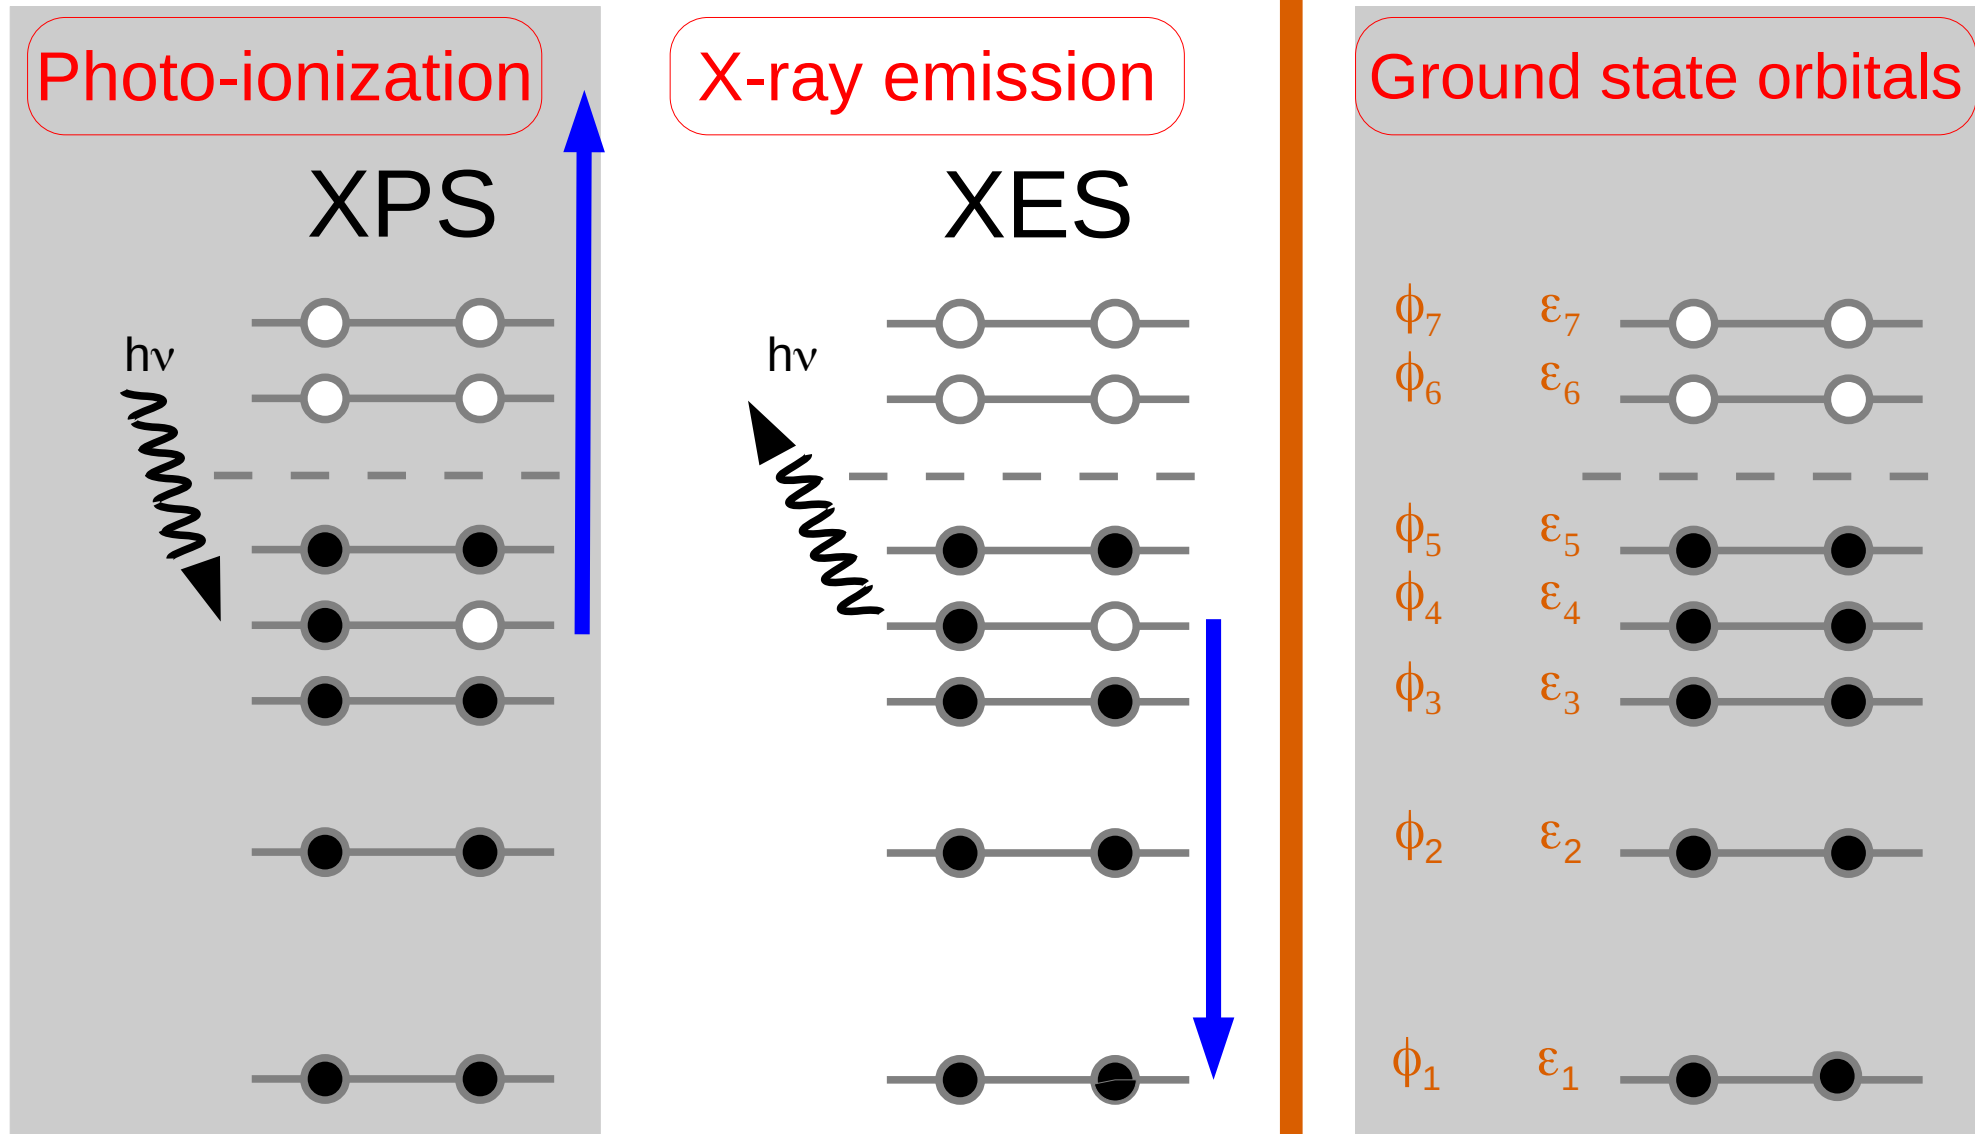 Photo-ionization
XPS
hν
X-ray emission
XES
hν
Ground state orbitals
ϕ₇ ε₇
ϕ₆ ε₆
ϕ₅ ε₅
ϕ₄ ε₄
ϕ₃ ε₃
ϕ₂ ε₂
ϕ₁ ε₁